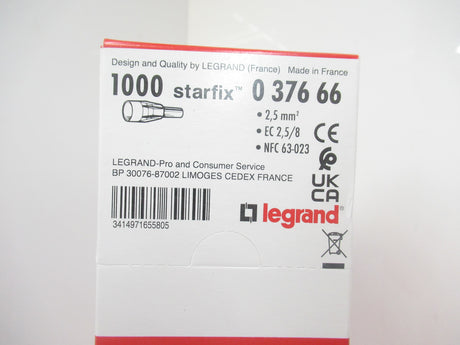 Design and Quality by LEGRAND (France) Made in France
1000 starfix™ 0 376 66
• 2,5 mm²
• EC 2,5/8
• NFC 63-023
CE
UK
CA
LEGRAND-Pro and Consumer Service
BP 30076-87002 LIMOGES CEDEX FRANCE
legrand®
3414971655805